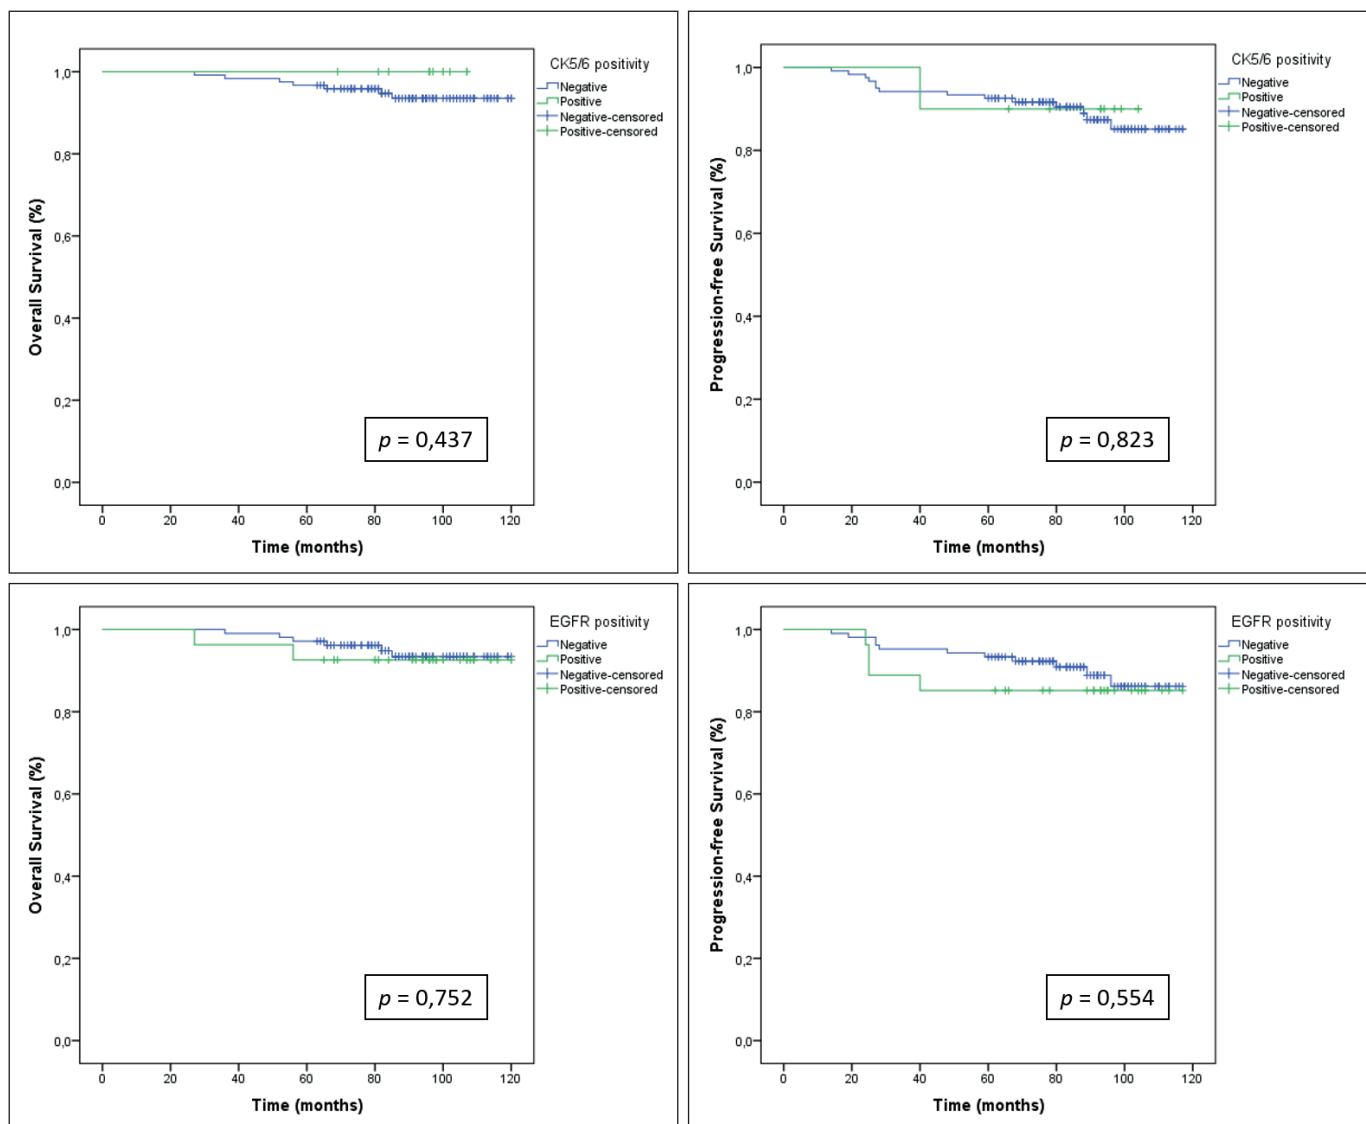 CK5/6 positivity
Negative
Positive
Negative-censored
Positive-censored
1,0
0,8
0,6
0,4
0,2
0,0
Overall Survival (%)
p = 0,437
0 20 40 60 80 100 120
Time (months)
CK5/6 positivity
Negative
Positive
Negative-censored
Positive-censored
1,0
0,8
0,6
0,4
0,2
0,0
Progression-free Survival (%)
p = 0,823
0 20 40 60 80 100 120
Time (months)
EGFR positivity
Negative
Positive
Negative-censored
Positive-censored
1,0
0,8
0,6
0,4
0,2
0,0
Overall Survival (%)
p = 0,752
0 20 40 60 80 100 120
Time (months)
EGFR positivity
Negative
Positive
Negative-censored
Positive-censored
1,0
0,8
0,6
0,4
0,2
0,0
Progression-free Survival (%)
p = 0,554
0 20 40 60 80 100 120
Time (months)